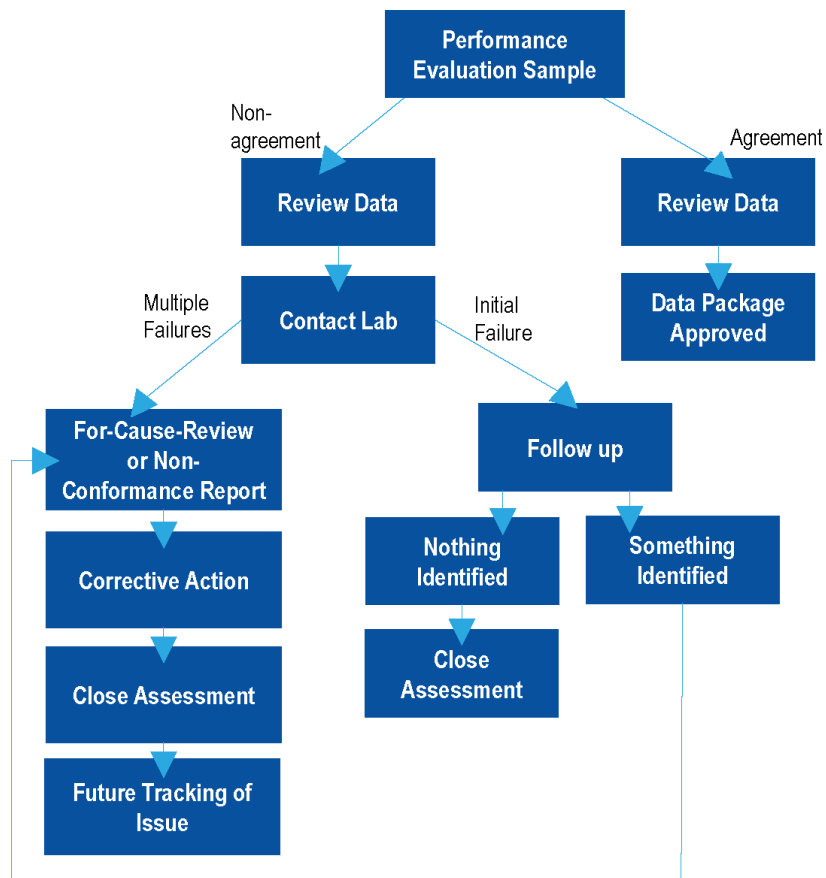 Performance
Evaluation Sample
Non-
agreement
Agreement
Review Data
Review Data
Multiple
Failures
Contact Lab
Initial
Failure
Data Package
Approved
For-Cause-Review
or Non-
Conformance Report
Follow up
Nothing
Identified
Something
Identified
Corrective Action
Close
Assessment
Close Assessment
Future Tracking of
Issue